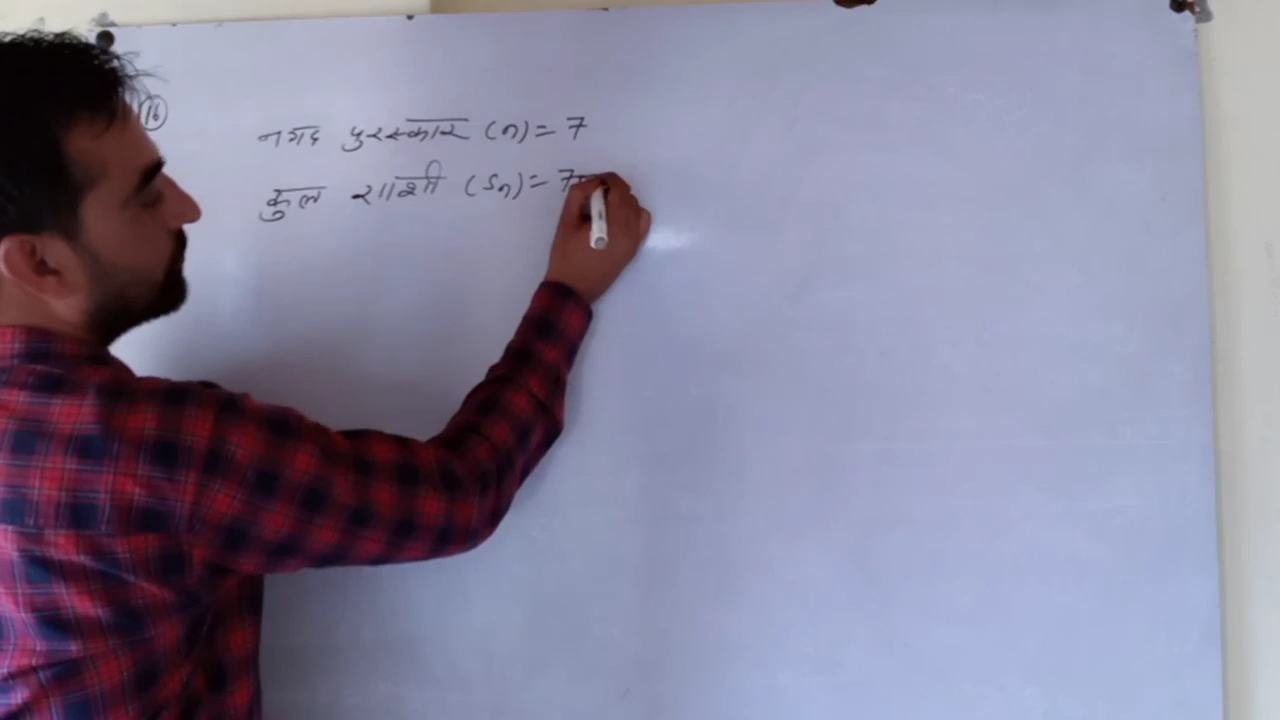 16
नगद पुरस्कार (n) = 7
कुल राशी (Sn) = 7